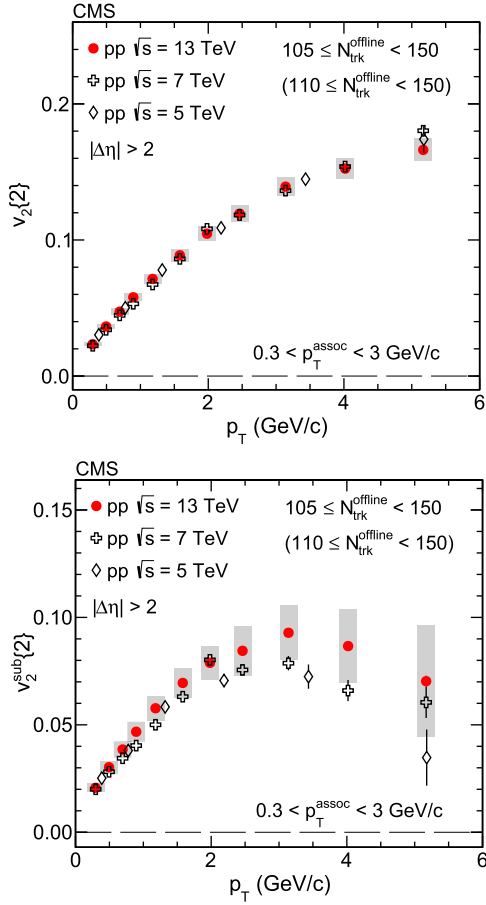 CMS
pp √s = 13 TeV
pp √s = 7 TeV
pp √s = 5 TeV
|Δη| > 2
105 ≤ N_trk^offline < 150
(110 ≤ N_trk^offline < 150)
0.2
0.1
0.0
v₂{2}
0.3 < p_T^assoc < 3 GeV/c
0 2 4 6
p_T (GeV/c)
CMS
pp √s = 13 TeV
pp √s = 7 TeV
pp √s = 5 TeV
|Δη| > 2
105 ≤ N_trk^offline < 150
(110 ≤ N_trk^offline < 150)
0.15
0.10
0.05
0.00
v₂^sub{2}
0.3 < p_T^assoc < 3 GeV/c
0 2 4 6
p_T (GeV/c)